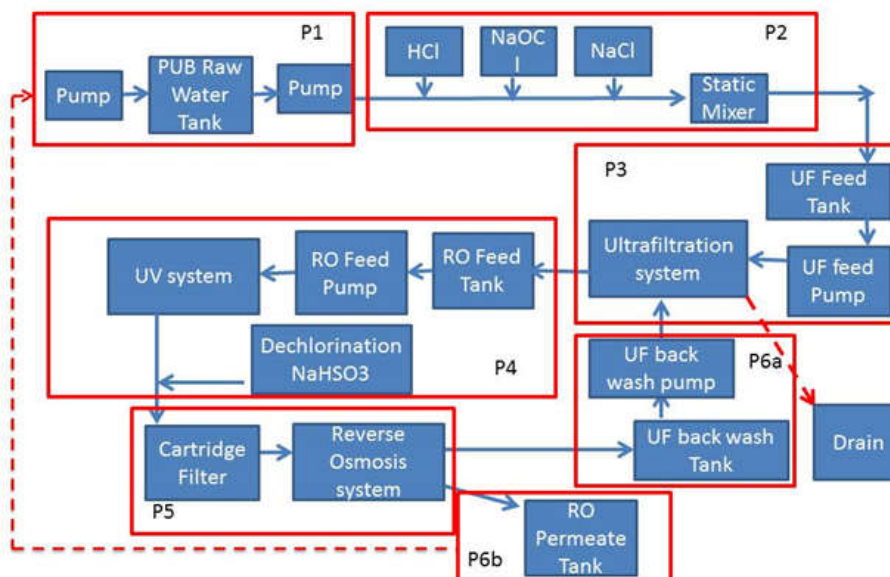 P1
Pump
PUB Raw
Water
Tank
Pump
P2
HCl
NaOC
l
NaCl
Static
Mixer
P3
UF Feed
Tank
UF feed
Pump
Ultrafiltration
system
P4
RO Feed
Tank
RO Feed
Pump
UV system
Dechlorination
NaHSO3
P5
Cartridge
Filter
Reverse
Osmosis
system
P6a
UF back
wash pump
UF back wash
Tank
Drain
P6b
RO
Permeate
Tank